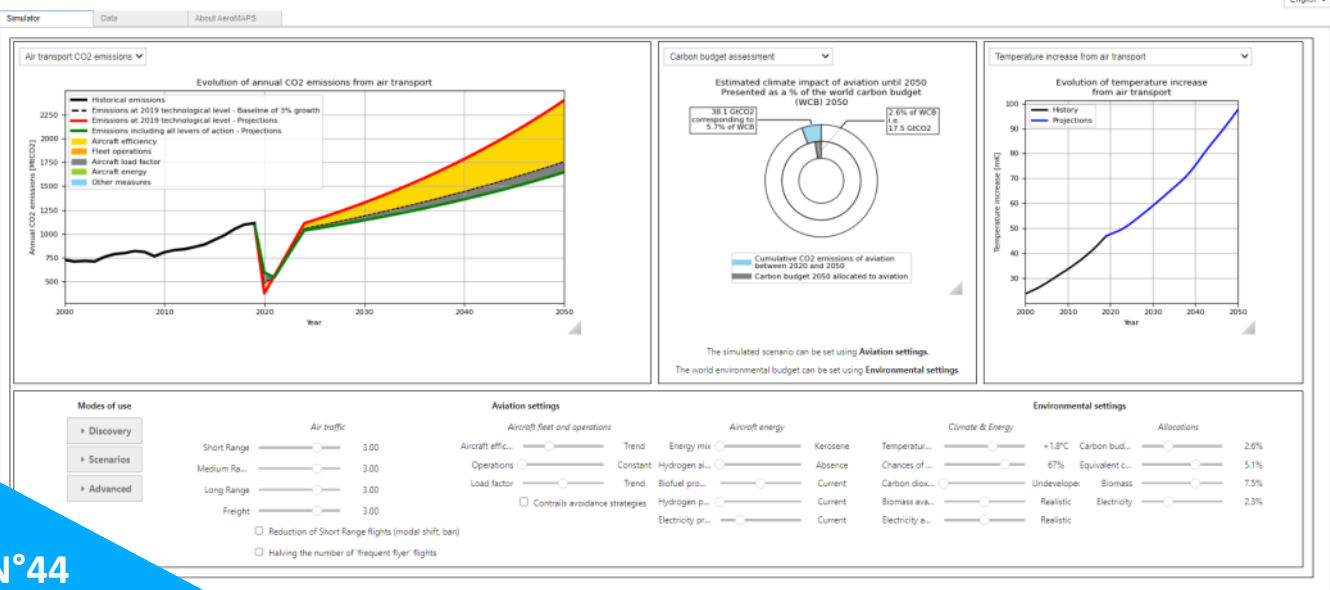 English
Simulator
Data
About AeroMAPS
Air transport CO2 emissions
Evolution of annual CO2 emissions from air transport
Historical emissions
Emissions at 2019 technological level - Baseline of 3% growth
Emissions at 2019 technological level - Projections
Emissions including all levers of action - Projections
Aircraft efficiency
Fleet operations
Aircraft load factor
Aircraft energy
Other measures
Annual CO2 emissions [MtCO2]
2250
2000
1750
1500
1250
1000
750
500
2000
2010
2020
2030
2040
2050
Year
Carbon budget assessment
Estimated climate impact of aviation until 2050
Presented as a % of the world carbon budget
(WCB) 2050
38.1 GtCO2
corresponding to
5.7% of WCB
2.6% of WCB
i.e.
17.5 GtCO2
Cumulative CO2 emissions of aviation
between 2020 and 2050
Carbon budget 2050 allocated to aviation
The simulated scenario can be set using Aviation settings.
The world environmental budget can be set using Environmental settings.
Temperature increase from air transport
Evolution of temperature increase
from air transport
History
Projections
Temperature increase [mK]
100
90
80
70
60
50
40
30
2000
2010
2020
2030
2040
2050
Year
Modes of use
Discovery
Scenarios
Advanced
Aviation settings
Air traffic
Short Range 3.00
Medium Ra... 3.00
Long Range 3.00
Freight 3.00
Reduction of Short Range flights (modal shift, ban)
Halving the number of 'frequent flyer' flights
Aircraft fleet and operations
Aircraft effic... Trend
Operations Constant
Load factor Trend
Contrails avoidance strategies
Aircraft energy
Energy mix Kerosene
Hydrogen ai... Absence
Biofuel pro... Current
Hydrogen p... Current
Electricity pr... Current
Environmental settings
Climate & Energy
Temperatur... +1.8°C
Chances of ... 67%
Carbon diox... Undevelope
Biomass ava... Realistic
Electricity a... Realistic
Allocations
Carbon bud... 2.6%
Equivalent c... 5.1%
Biomass 7.5%
Electricity 2.3%
N°44